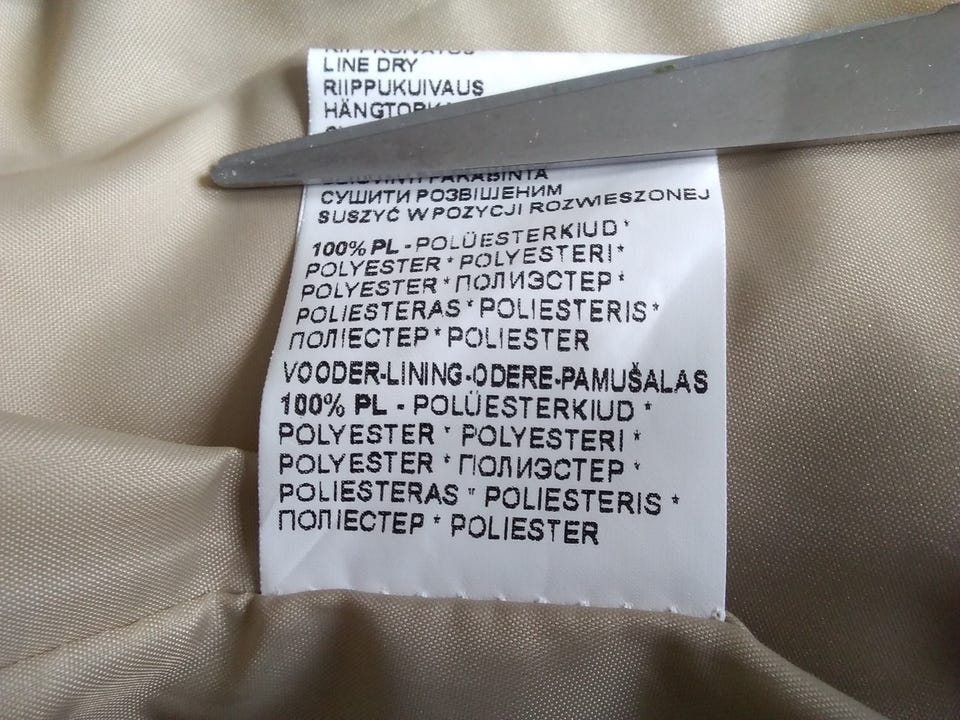 LINE DRY
RIIPPUKUIVAUS
СУШИТИ РОЗВІШЕНИМ
SUSZYĆ W POZYCJI ROZWIESZONEJ
100% PL - POLÜESTERKIUD *
POLYESTER * POLYESTERI *
POLYESTER * ПОЛИЭСТЕР *
POLIESTERAS * POLIESTERIS *
ПОЛІЕСТЕР * POLIESTER
VOODER-LINING-ODERE-PAMUŠALAS
100% PL - POLÜESTERKIUD *
POLYESTER * POLYESTERI *
POLYESTER * ПОЛИЭСТЕР *
POLIESTERAS * POLIESTERIS *
ПОЛІЕСТЕР * POLIESTER